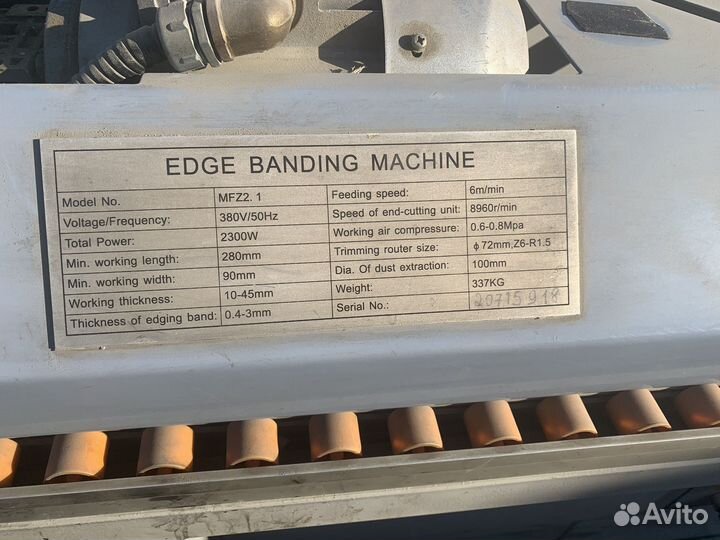 EDGE BANDING MACHINE
Model No. MFZ2. 1 Feeding speed: 6m/min
Voltage/Frequency: 380V/50Hz Speed of end-cutting unit: 8960r/min
Total Power: 2300W Working air compressure: 0.6-0.8Mpa
Min. working length: 280mm Trimming router size: ϕ72mm,Z6-R1.5
Min. working width: 90mm Dia. Of dust extraction: 100mm
Working thickness: 10-45mm Weight: 337KG
Thickness of edging band: 0.4-3mm Serial No.: 20715918
Avito